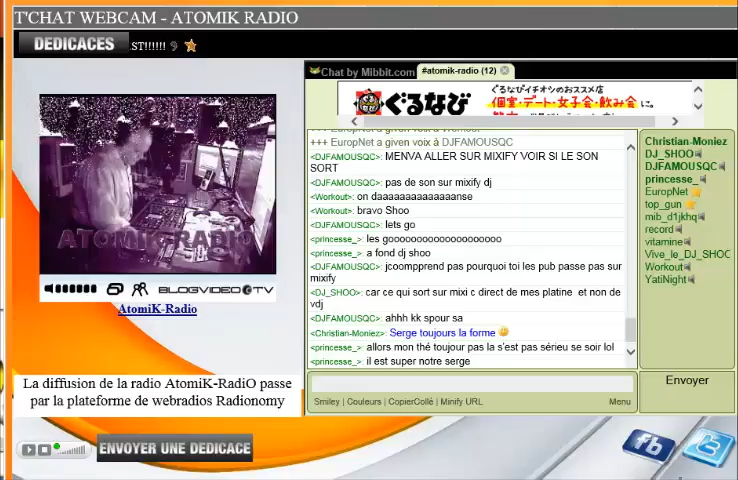 T'CHAT WEBCAM - ATOMIK RADIO
DEDICACES
ST!!!!!!
Chat by Mibbit.com
#atomik-radio (12)
ぐるなび
ぐるなびイチオシのおススメ店
個室・デート・女子会・飲み会 に。
+++ EuropNet a given voix à Workout
+++ EuropNet a given voix à DJFAMOUSQC
<DJFAMOUSQC>: MENVA ALLER SUR MIXIFY VOIR SI LE SON
SORT
<DJFAMOUSQC>: pas de son sur mixify dj
<Workout>: on daaaaaaaaaaaaanse
<Workout>: bravo Shoo
<DJFAMOUSQC>: lets go
<princesse_>: les gooooooooooooooooooo
<princesse_>: a fond dj shoo
<DJFAMOUSQC>: jcoompprend pas pourquoi toi les pub passe pas sur
mixify
<DJ_SHOO>: car ce qui sort sur mixi c direct de mes platine et non de
vdj
<DJFAMOUSQC>: ahhh kk spour sa
<Christian-Moniez>: Serge toujours la forme
<princesse_>: allors mon thé toujour pas la s'est pas sérieu se soir lol
<princesse_>: il est super notre serge
Christian-Moniez
DJ_SHOO
DJFAMOUSQC
princesse_
EuropNet
top_gun
mib_d1jkhq
record
vitamine
Vive_le_DJ_SHOC
Workout
YatiNight
ATOMIK-RADIO
BLOGVIDEO TV
AtomiK-Radio
La diffusion de la radio AtomiK-RadiO passe
par la plateforme de webradios Radionomy
Envoyer
Smiley | Couleurs | CopierCollé | Minify URL
Menu
ENVOYER UNE DEDICACE
fb